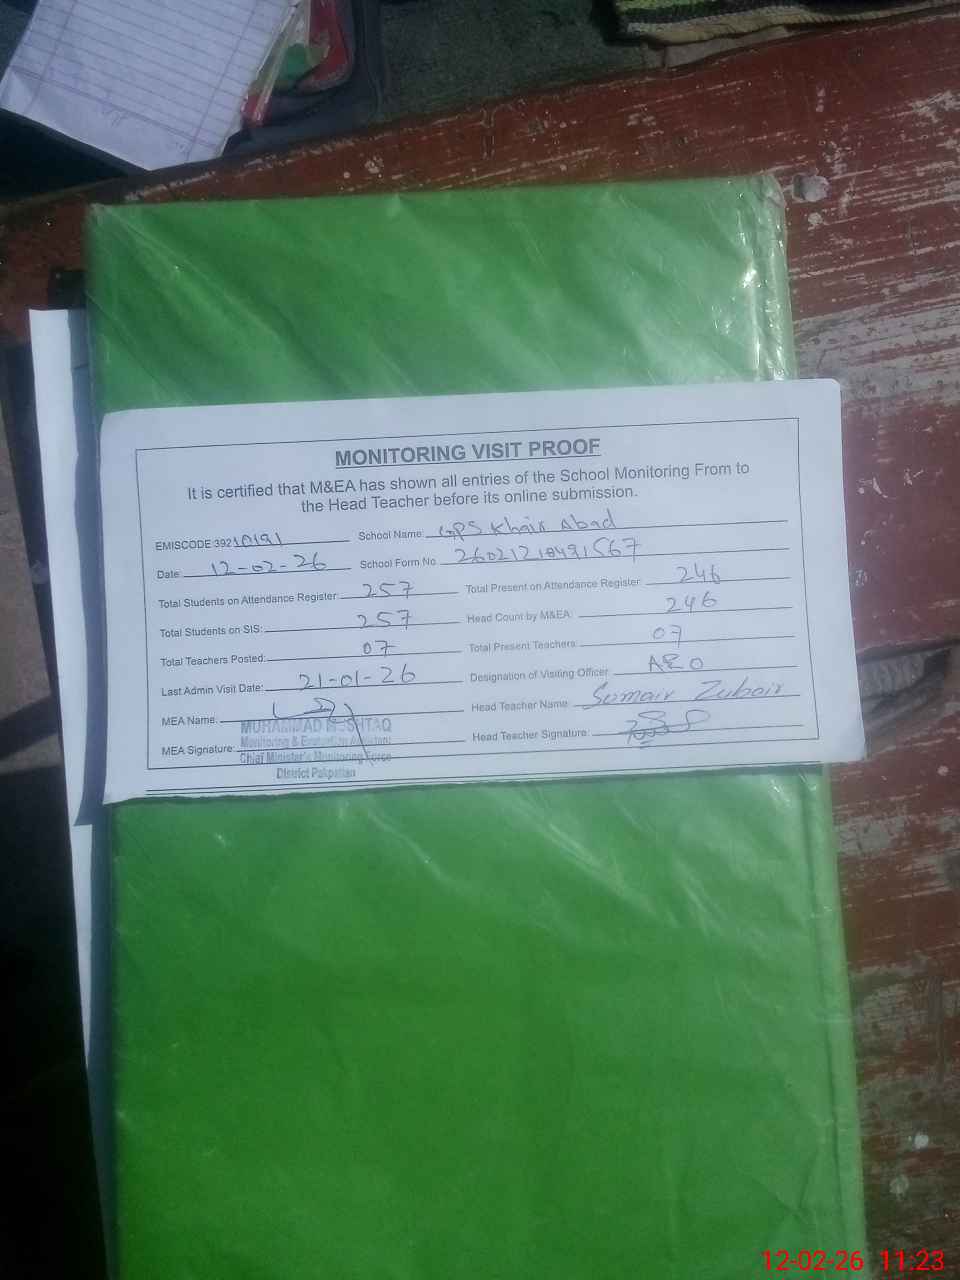 MONITORING VISIT PROOF
It is certified that M&EA has shown all entries of the School Monitoring From to
the Head Teacher before its online submission.
EMISCODE:39210191 School Name: GPS Khair Abad
Date: 12-02-26 School Form No.
Total Students on Attendance Register: 257 Total Present on Attendance Register: 246
Total Students on SIS: 257 Head Count by M&EA: 246
Total Teachers Posted: 07 Total Present Teachers: 07
Last Admin Visit Date: 21-01-26 Designation of Visiting Officer: AEO
MEA Name: Head Teacher Name: Sumair Zubair
MUHAMMAD MUSHTAQ
Monitoring & Evaluation Assistant
MEA Signature: Head Teacher Signature:
Chief Minister's Monitoring Force
District Pakpattan
12-02-26 11:23